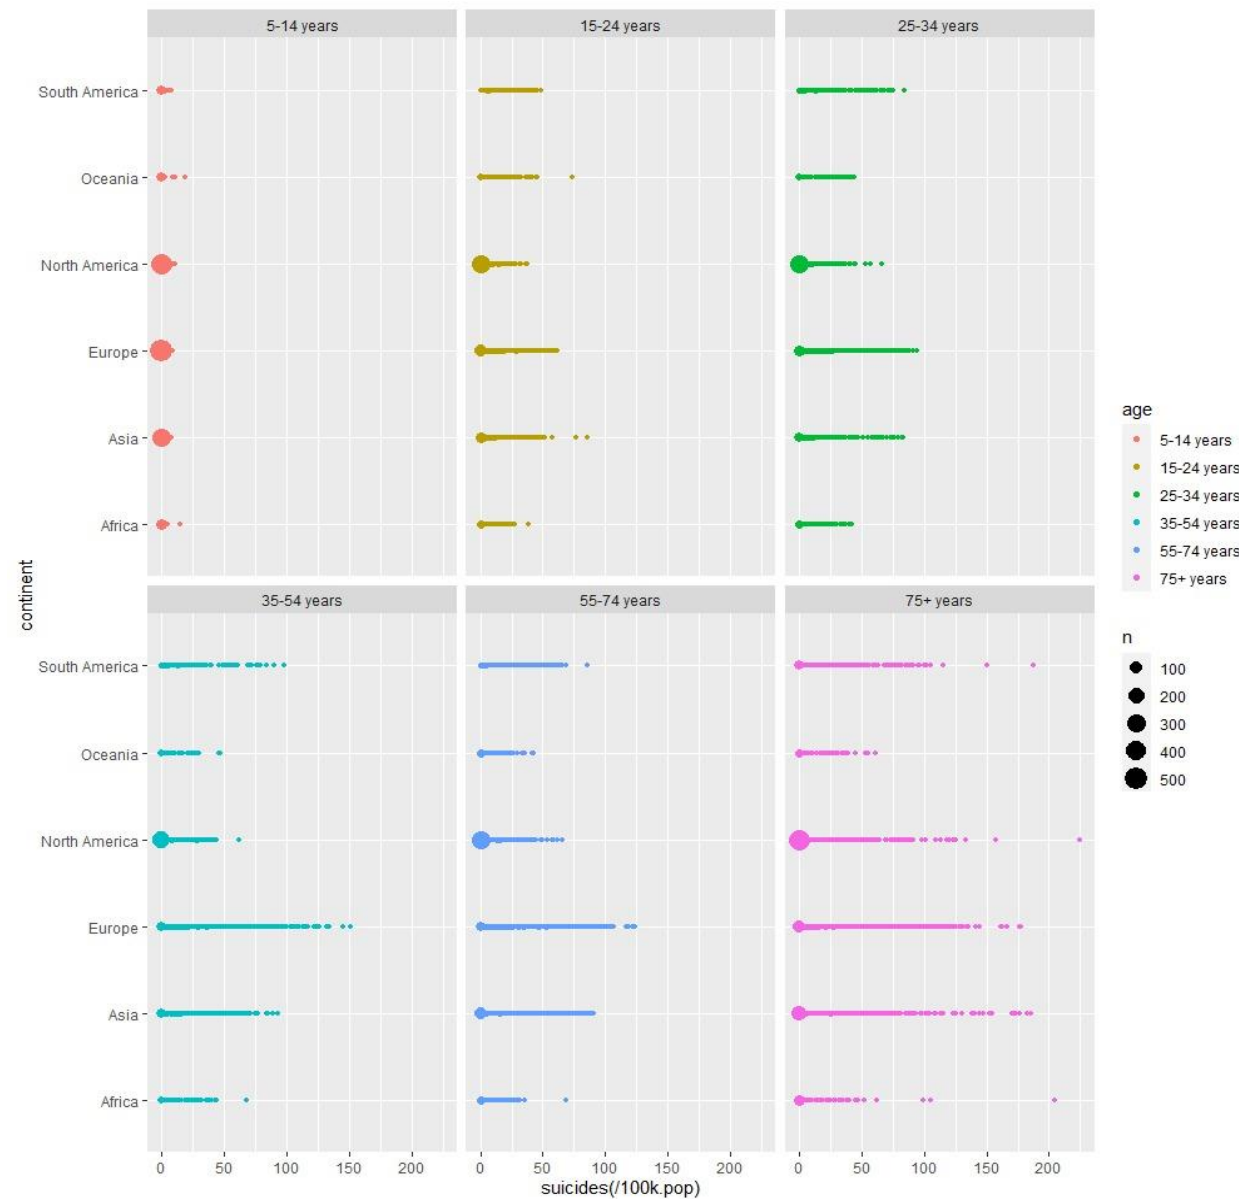 5-14 years
15-24 years
25-34 years
South America
Oceania
North America
Europe
Asia
Africa
continent
35-54 years
55-74 years
75+ years
South America
Oceania
North America
Europe
Asia
Africa
0 50 100 150 200
0 50 100 150 200
0 50 100 150 200
suicides(/100k.pop)
age
5-14 years
15-24 years
25-34 years
35-54 years
55-74 years
75+ years
n
100
200
300
400
500